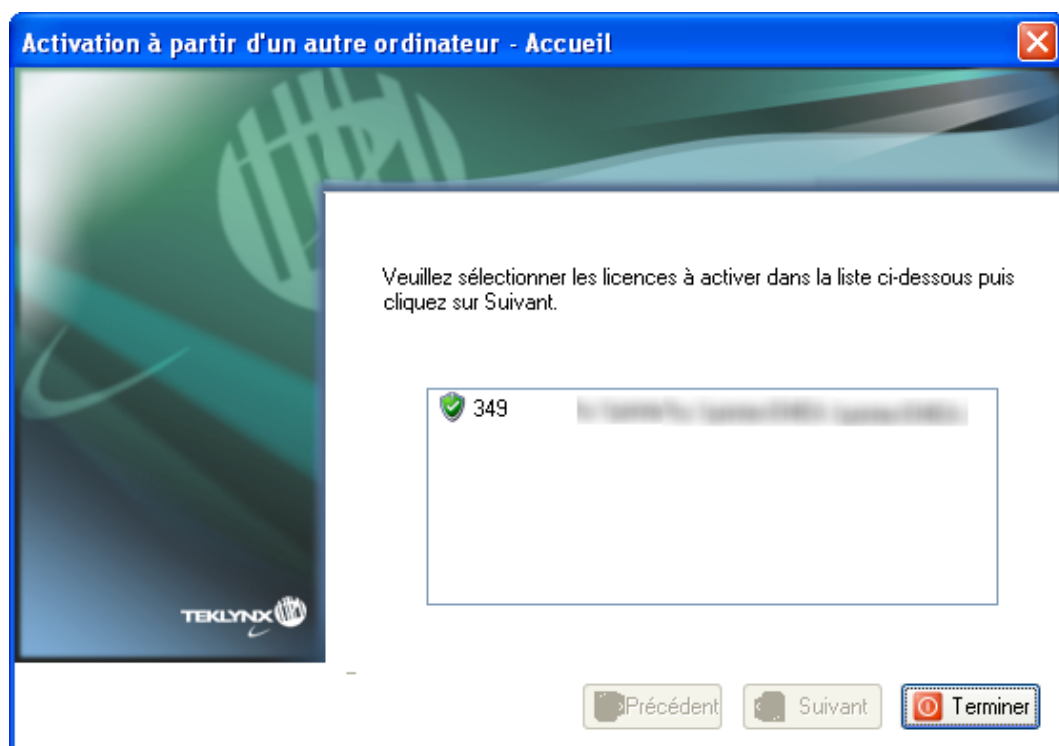 Activation à partir d'un autre ordinateur - Accueil
Veuillez sélectionner les licences à activer dans la liste ci-dessous puis
cliquez sur Suivant.
349
TEKLYNX
Précédent
Suivant
Terminer